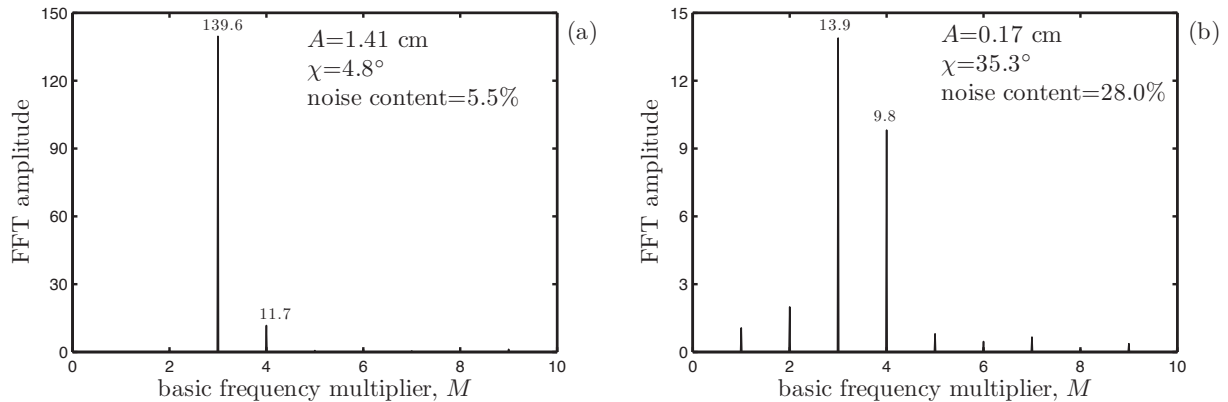 (a)
A=1.41 cm
χ=4.8°
noise content=5.5%
139.6
11.7
150
120
90
60
30
0
0 2 4 6 8 10
FFT amplitude
basic frequency multiplier, M
(b)
A=0.17 cm
χ=35.3°
noise content=28.0%
13.9
9.8
15
12
9
6
3
0
0 2 4 6 8 10
FFT amplitude
basic frequency multiplier, M